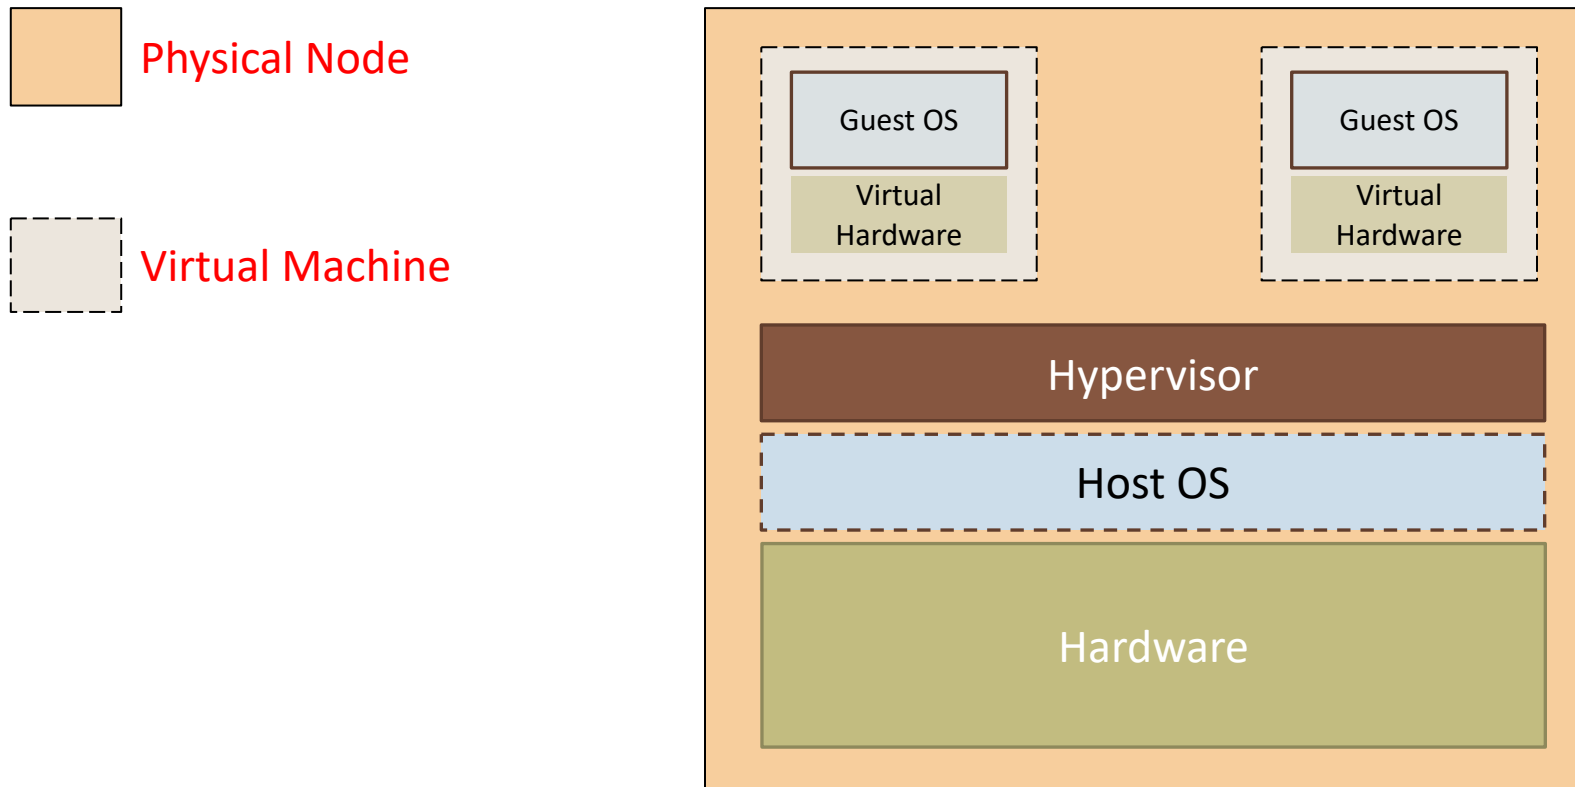 Physical Node
Virtual Machine
Guest OS
Virtual
Hardware
Guest OS
Virtual
Hardware
Hypervisor
Host OS
Hardware